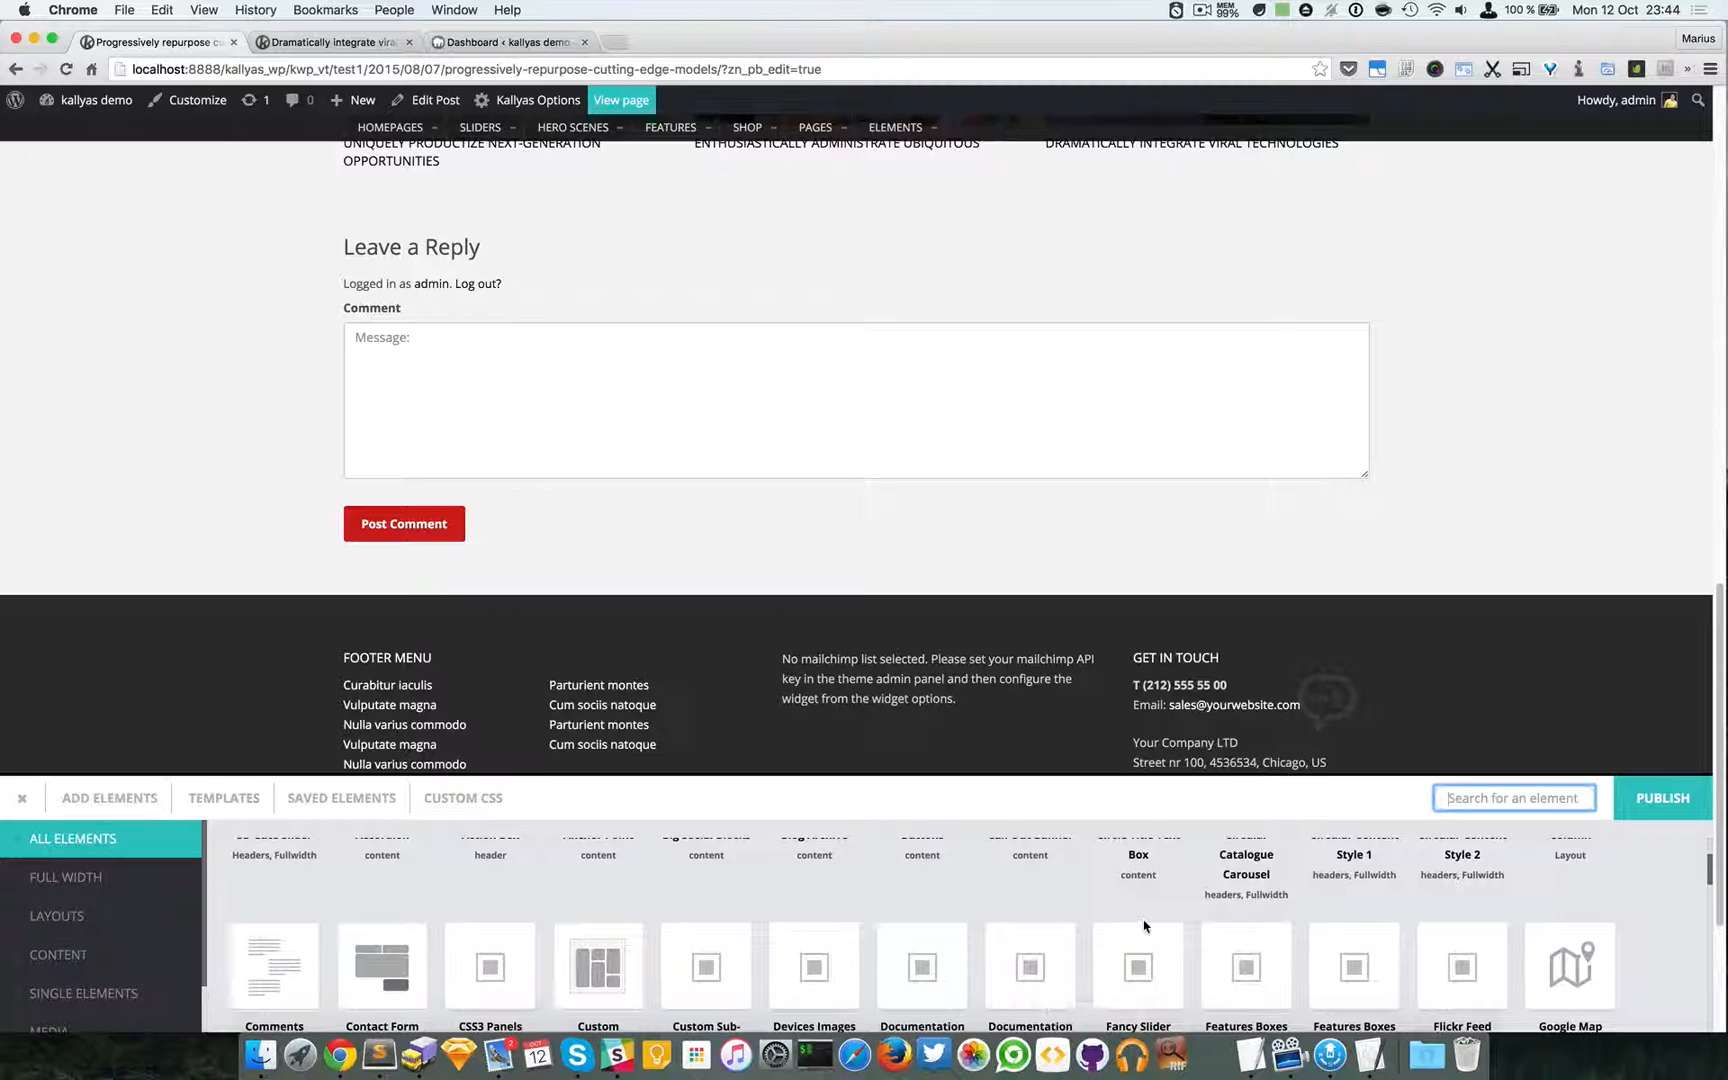 Chrome File Edit View History Bookmarks People Window Help MEM 99% 100 % Mon 12 Oct 23:44
Progressively repurpose c Dramatically integrate viral Dashboard ‹ kallyas demo Marius
localhost:8888/kallyas_wp/kwp_vt/test1/2015/08/07/progressively-repurpose-cutting-edge-models/?zn_pb_edit=true
kallyas demo Customize 1 0 New Edit Post Kallyas Options View page Howdy, admin
HOMEPAGES SLIDERS HERO SCENES FEATURES SHOP PAGES ELEMENTS
UNIQUELY PRODUCTIZE NEXT-GENERATION OPPORTUNITIES
ENTHUSIASTICALLY ADMINISTRATE UBIQUITOUS
DRAMATICALLY INTEGRATE VIRAL TECHNOLOGIES
Leave a Reply
Logged in as admin. Log out?
Comment
Message:
Post Comment
FOOTER MENU
Curabitur iaculis
Vulputate magna
Nulla varius commodo
Vulputate magna
Nulla varius commodo
Parturient montes
Cum sociis natoque
Parturient montes
Cum sociis natoque
No mailchimp list selected. Please set your mailchimp API
key in the theme admin panel and then configure the
widget from the widget options.
GET IN TOUCH
T (212) 555 55 00
Email: sales@yourwebsite.com
Your Company LTD
Street nr 100, 4536534, Chicago, US
ADD ELEMENTS TEMPLATES SAVED ELEMENTS CUSTOM CSS Search for an element PUBLISH
ALL ELEMENTS
FULL WIDTH
LAYOUTS
CONTENT
SINGLE ELEMENTS
MEDIA
Box Catalogue Style 1 Style 2
Headers, Fullwidth content header content content content content content content Carousel headers, Fullwidth headers, Fullwidth Layout
headers, Fullwidth
Comments Contact Form CSS3 Panels Custom Custom Sub- Devices Images Documentation Documentation Fancy Slider Features Boxes Features Boxes Flickr Feed Google Map
2
OCT
12